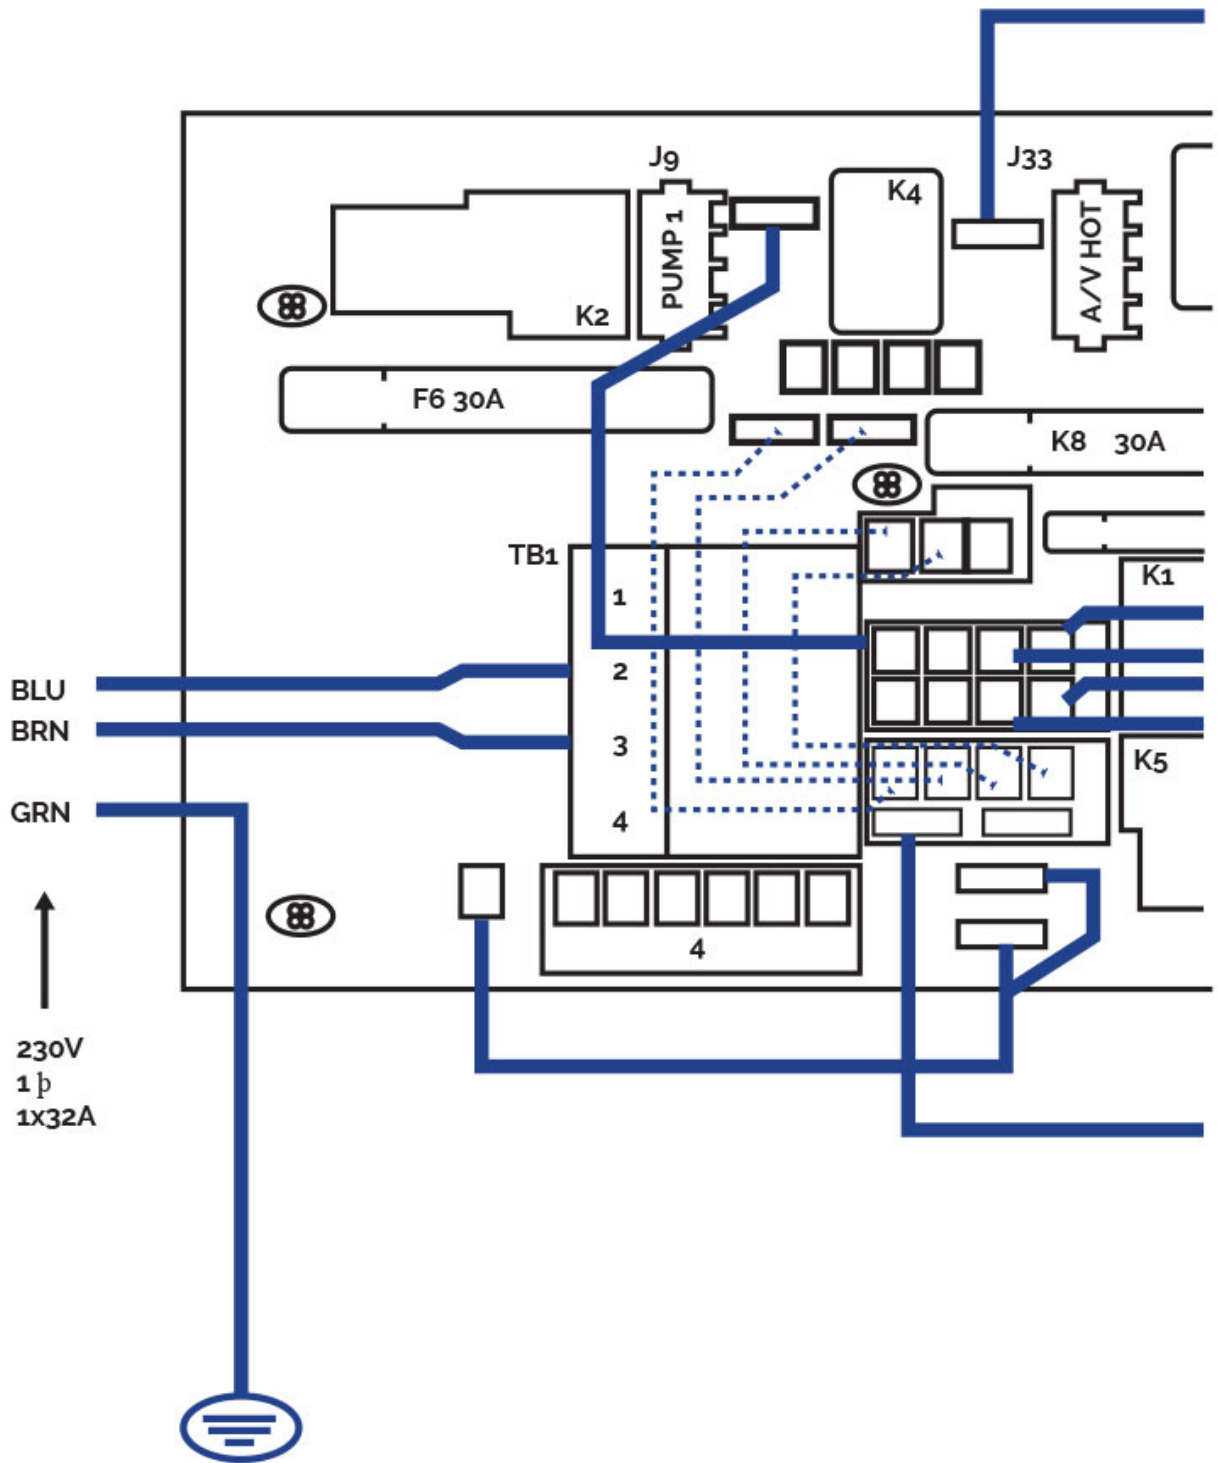 J9
J33
K4
PUMP 1
A/V HOT
K2
F6 30A
K8 30A
TB1
K1
1
2
BLU
BRN
3
K5
GRN
4
4
230V
1 þ
1x32A